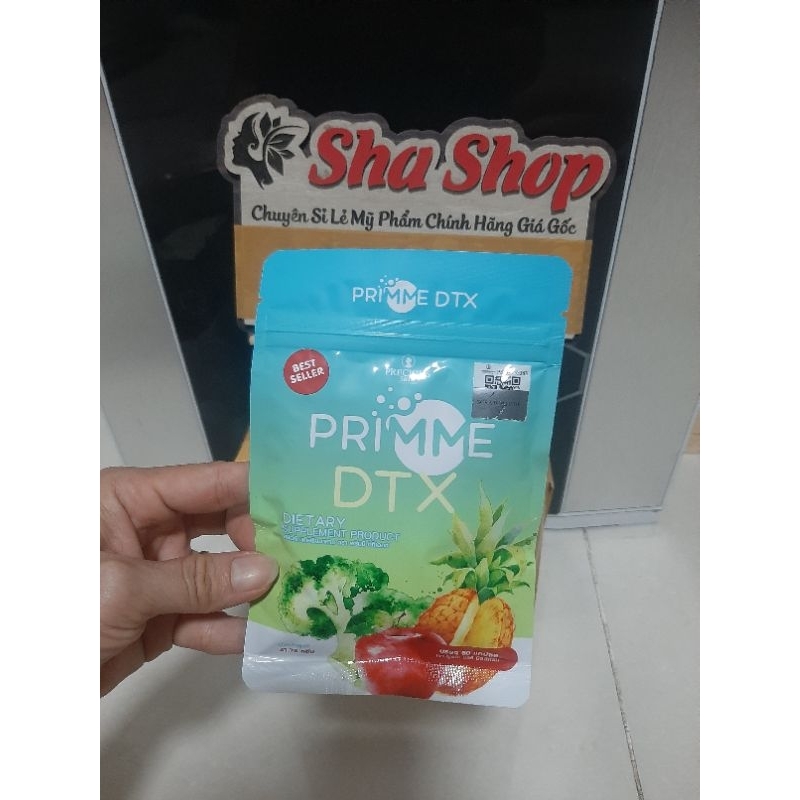 Sha Shop
Chuyên Sỉ Lẻ Mỹ Phẩm Chính Hãng Giá Gốc
PRIMME DTX
BEST
SELLER
PRIMME
DTX
DIETARY
SUPPLEMENT PRODUCT